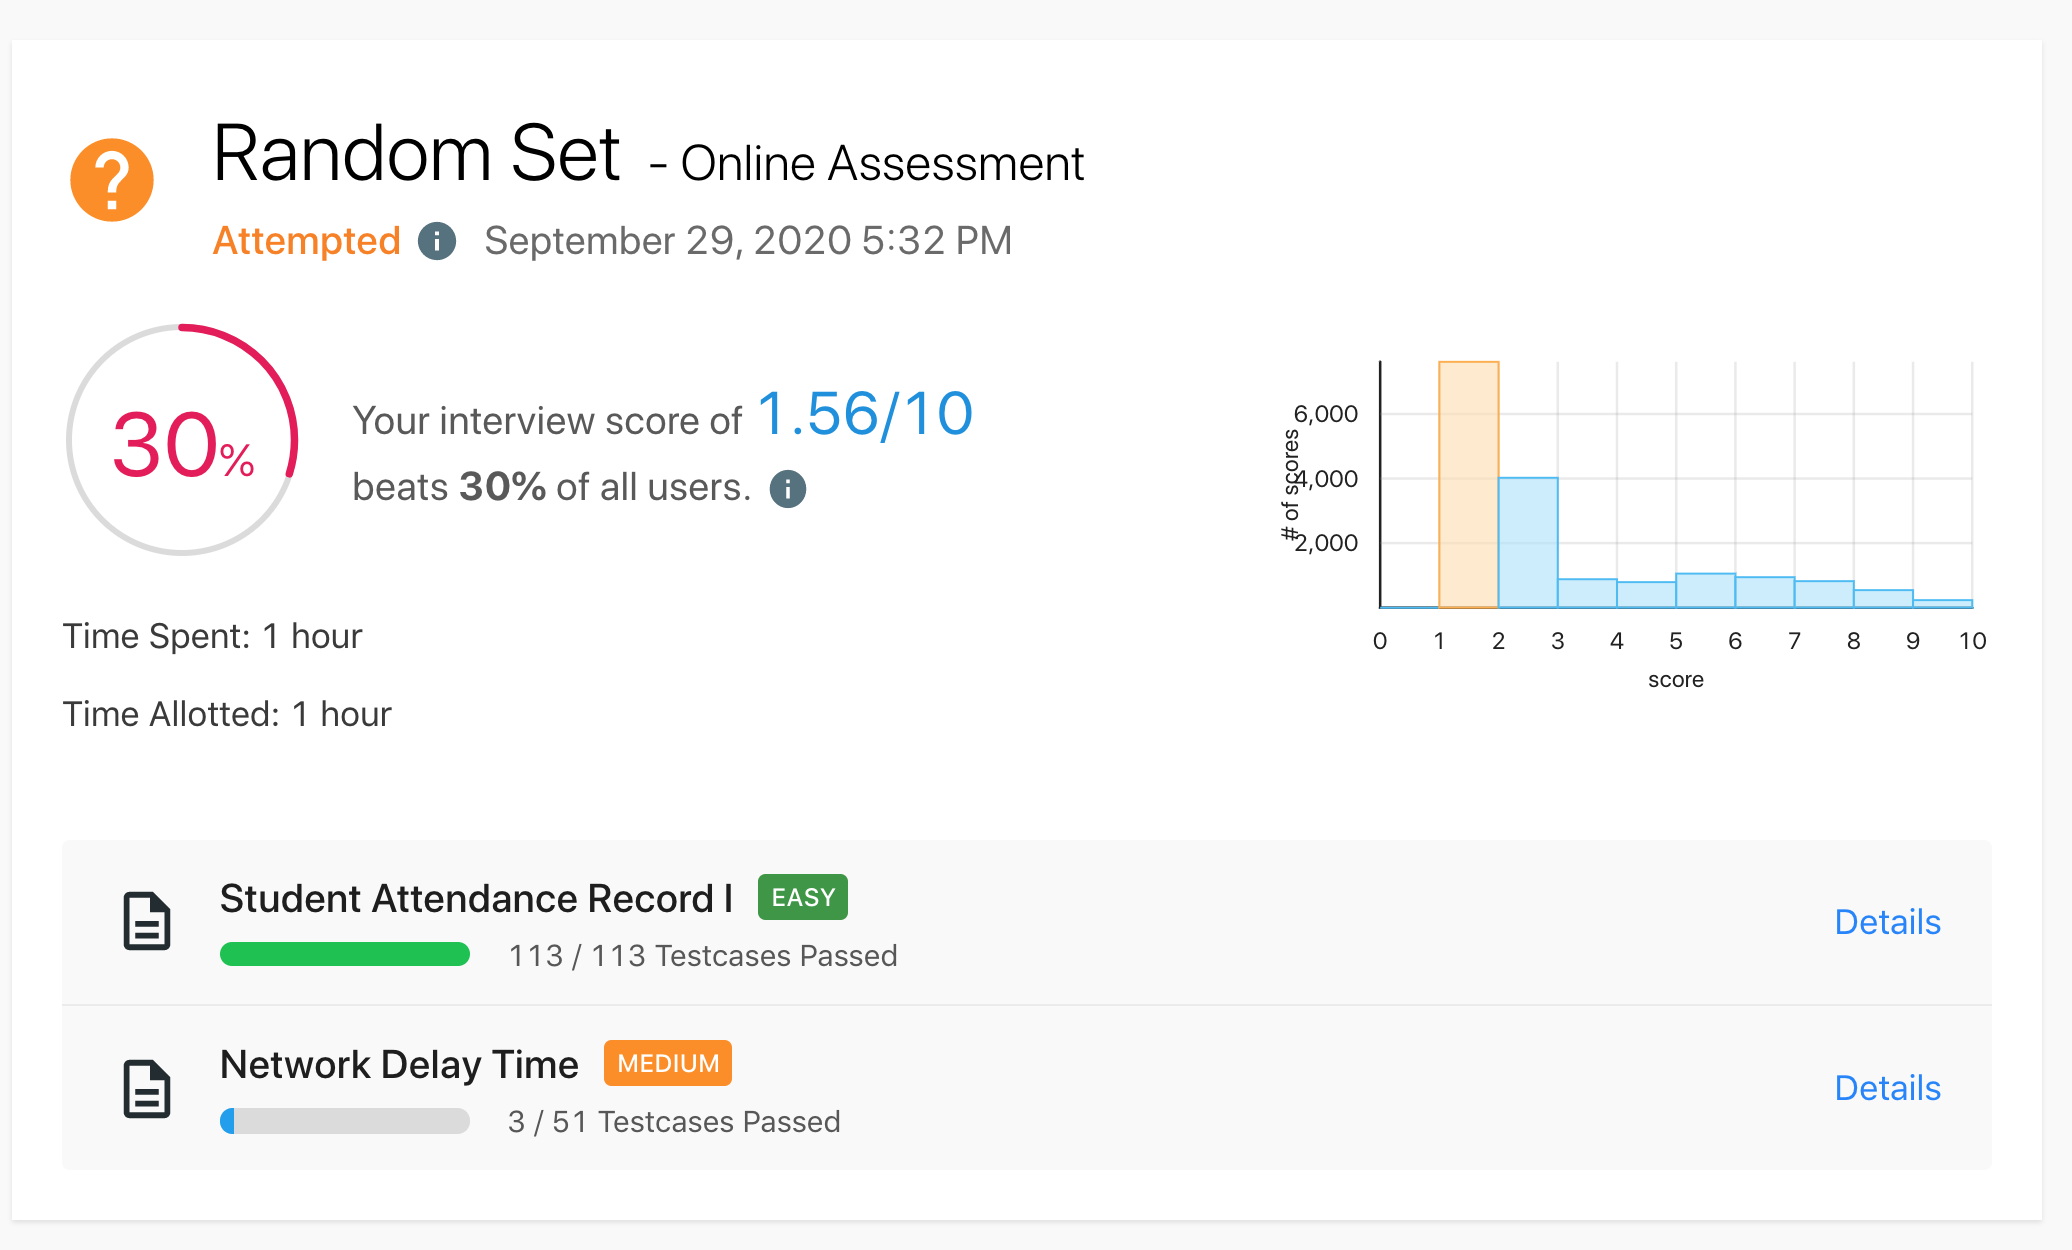 Random Set - Online Assessment
Attempted i September 29, 2020 5:32 PM
30%
Your interview score of 1.56/10
beats 30% of all users. i
# of scores
6,000
4,000
2,000
0 1 2 3 4 5 6 7 8 9 10
score
Time Spent: 1 hour
Time Allotted: 1 hour
Student Attendance Record I EASY
113 / 113 Testcases Passed
Details
Network Delay Time MEDIUM
3 / 51 Testcases Passed
Details